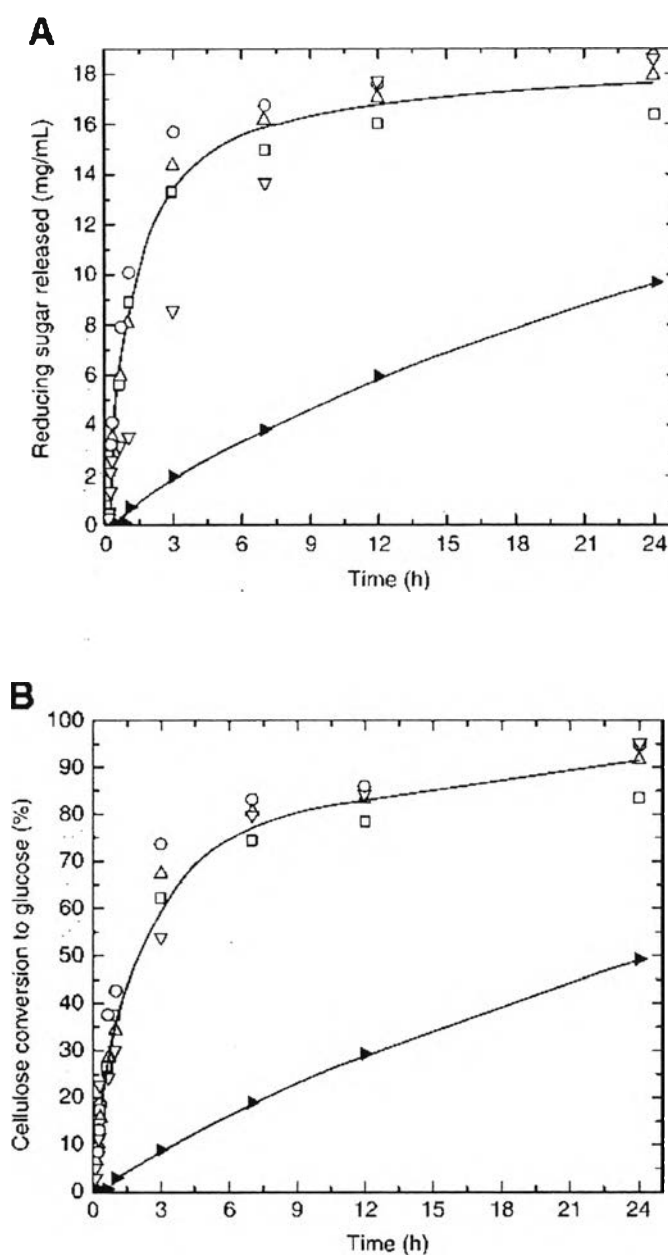 A
Reducing sugar released (mg/mL)
18
16
14
12
10
8
6
4
2
0
0 3 6 9 12 15 18 21 24
Time (h)
B
Cellulose conversion to glucose (%)
100
90
80
70
60
50
40
30
20
10
0
0 3 6 9 12 15 18 21 24
Time (h)